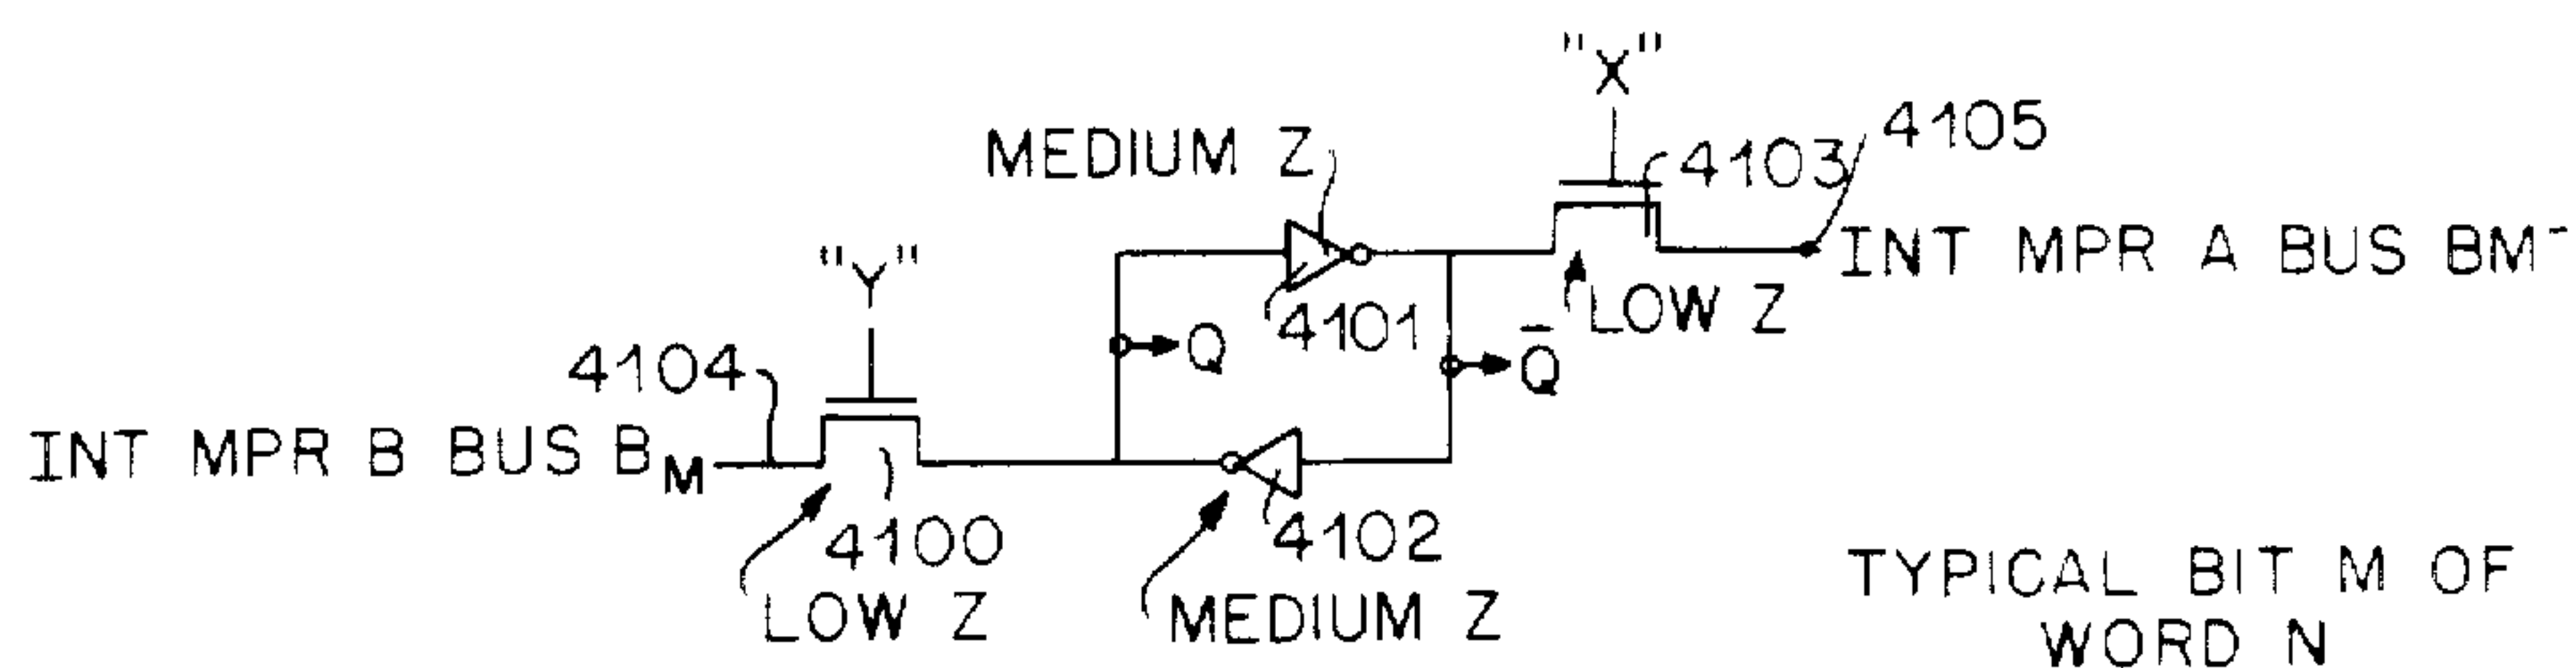 "X"
4105
MEDIUM Z
4103
"Y"
INT MPR A BUS BM-
4101
LOW Z
Q
Q̄
4104
INT MPR B BUS BM
4100
4102
LOW Z
MEDIUM Z
TYPICAL BIT M OF
WORD N